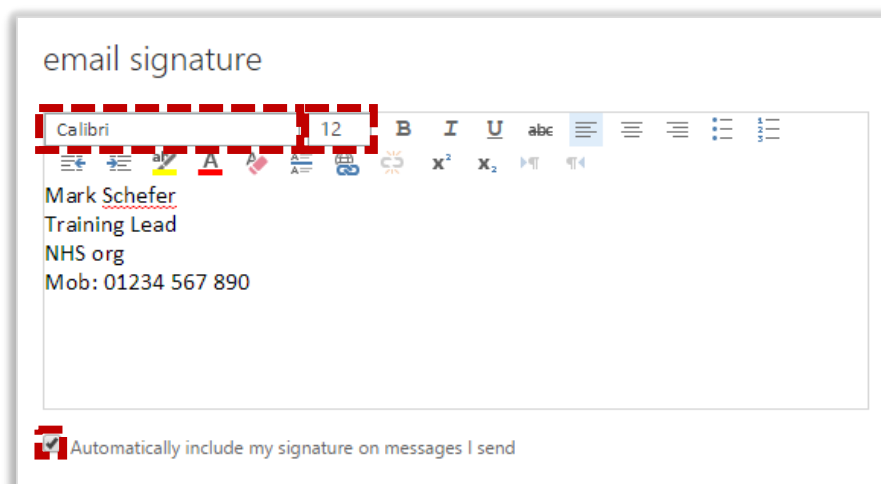 email signature
Calibri 12 B I U abc
ab A A A x² x₂
Mark Schefer
Training Lead
NHS org
Mob: 01234 567 890
Automatically include my signature on messages I send